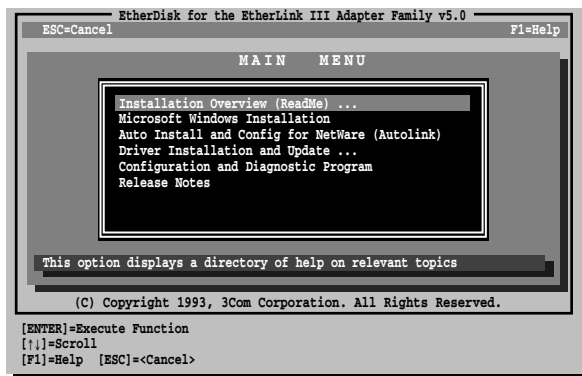 EtherDisk for the EtherLink III Adapter Family v5.0
ESC=Cancel F1=Help
MAIN MENU
Installation Overview (ReadMe) ...
Microsoft Windows Installation
Auto Install and Config for NetWare (Autolink)
Driver Installation and Update ...
Configuration and Diagnostic Program
Release Notes
This option displays a directory of help on relevant topics
(C) Copyright 1993, 3Com Corporation. All Rights Reserved.
[ENTER]=Execute Function
[↑↓]=Scroll
[F1]=Help [ESC]=<Cancel>